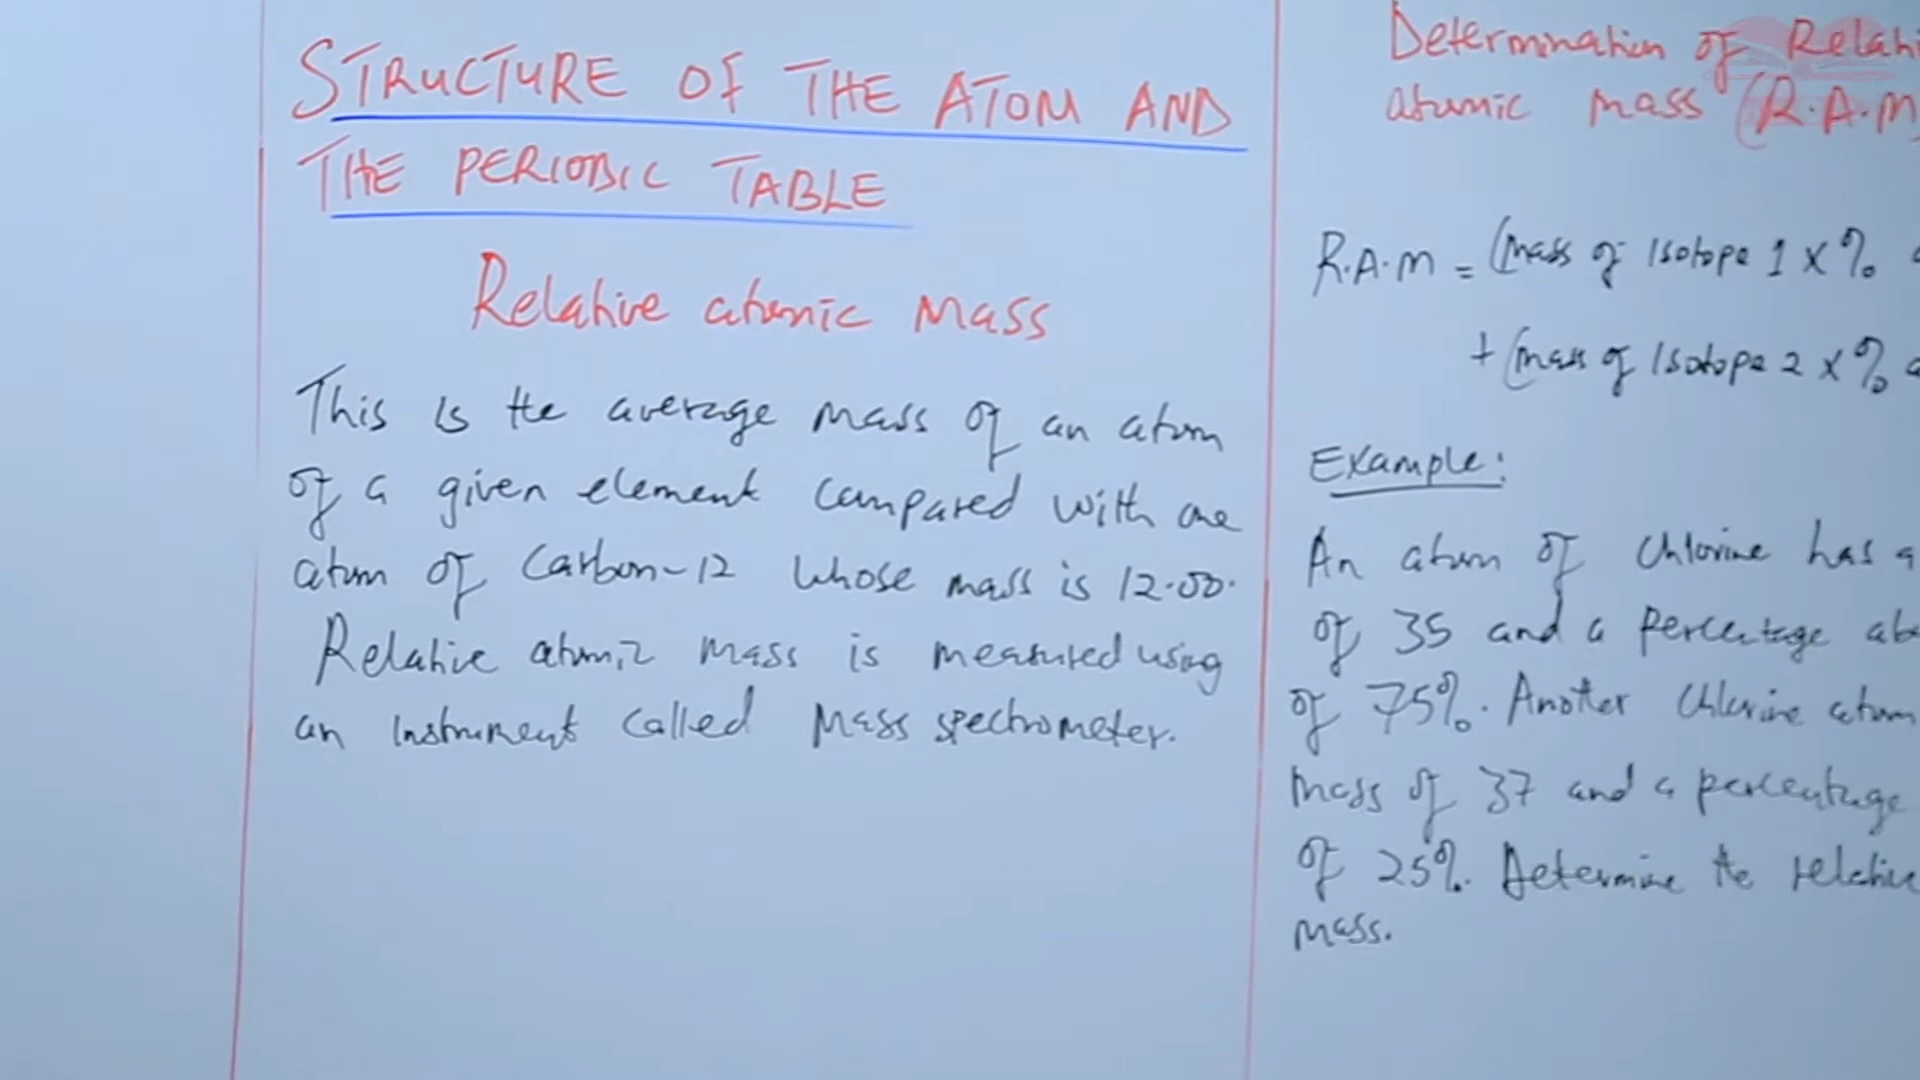 STRUCTURE OF THE ATOM AND
THE PERIODIC TABLE
Relative atomic Mass
This is the average mass of an atom
of a given element compared with one
atom of Carbon-12 whose mass is 12.00.
Relative atomic mass is measured using
an instrument called Mass spectrometer.
Determination of Relati
atomic mass (R.A.M
R.A.M = (Mass of Isotope 1 x %
+ (mass of Isotope 2 x %
Example:
An atom of Chlorine has a
of 35 and a percentage ab
of 75%. Another Chlorine atom
mass of 37 and a percentage
of 25%. Determine the relative
mass.